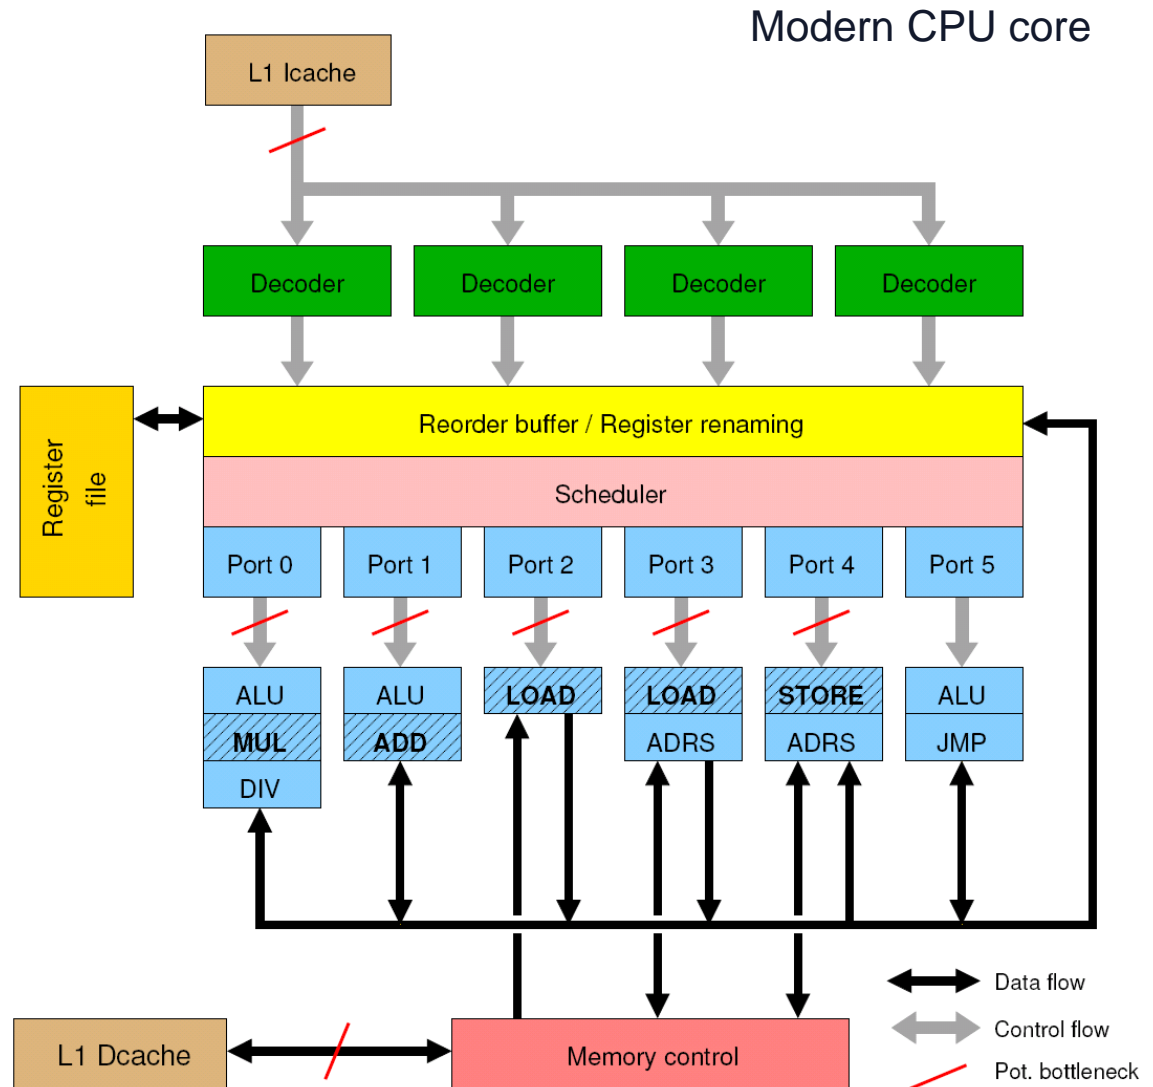 Modern CPU core
L1 Icache
Decoder
Decoder
Decoder
Decoder
Register
file
Reorder buffer / Register renaming
Scheduler
Port 0
Port 1
Port 2
Port 3
Port 4
Port 5
ALU
MUL
DIV
ALU
ADD
LOAD
LOAD
ADRS
STORE
ADRS
ALU
JMP
Data flow
Control flow
Pot. bottleneck
L1 Dcache
Memory control